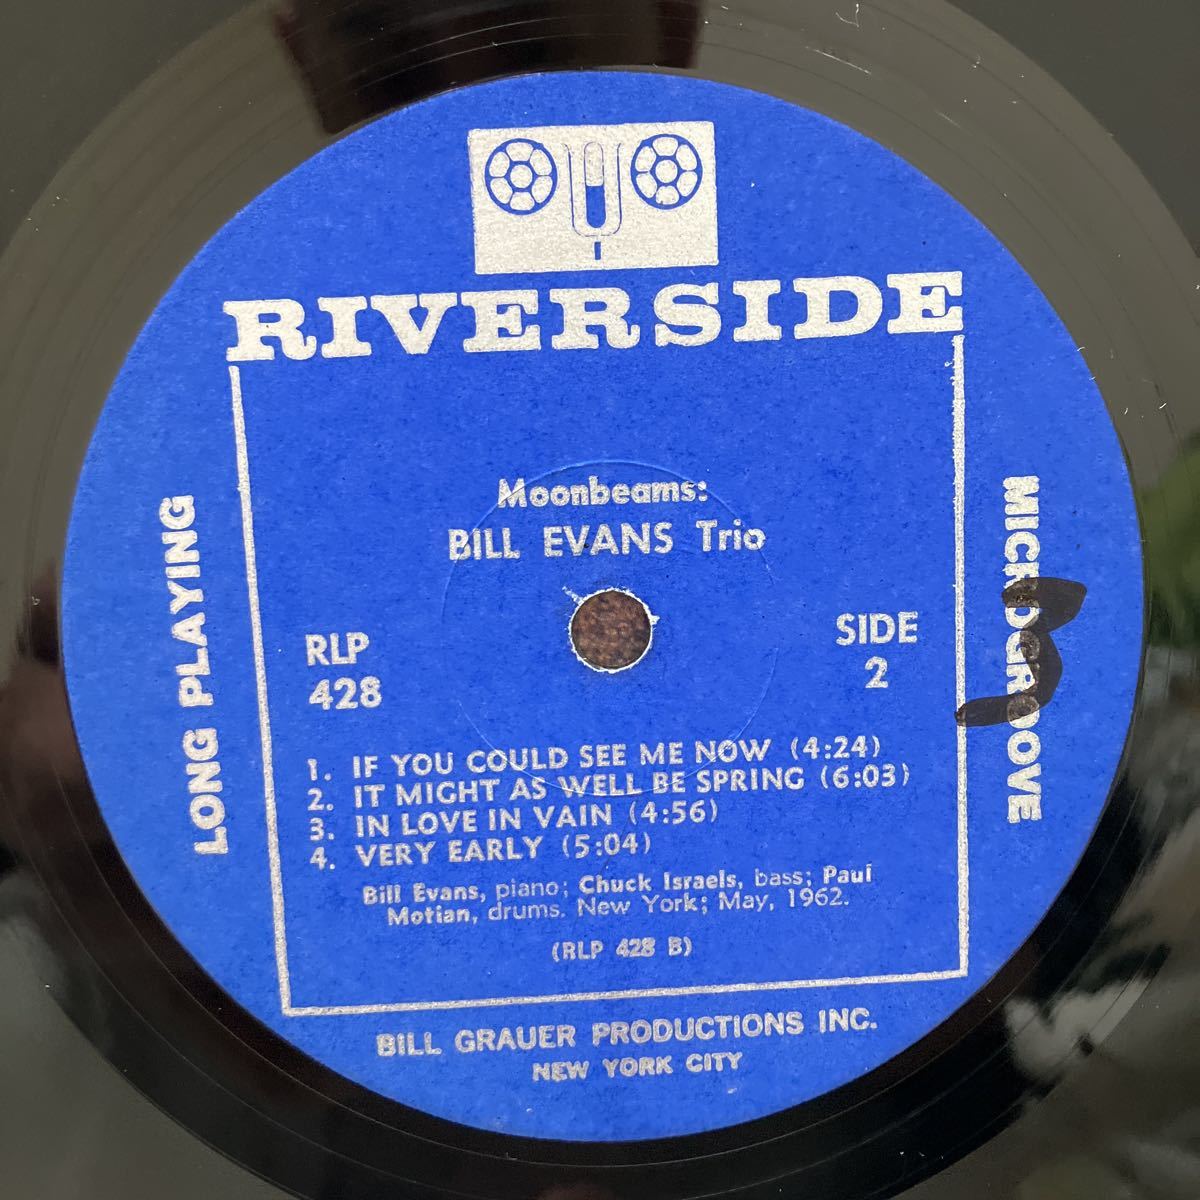 RIVERSIDE
Moonbeams:
BILL EVANS Trio
LONG PLAYING
MICROGROOVE
RLP
428
SIDE
2
1. IF YOU COULD SEE ME NOW (4:24)
2. IT MIGHT AS WELL BE SPRING (6:03)
3. IN LOVE IN VAIN (4:56)
4. VERY EARLY (5:04)
Bill Evans, piano; Chuck Israels, bass; Paul
Motian, drums. New York; May, 1962.
(RLP 428 B)
BILL GRAUER PRODUCTIONS INC.
NEW YORK CITY